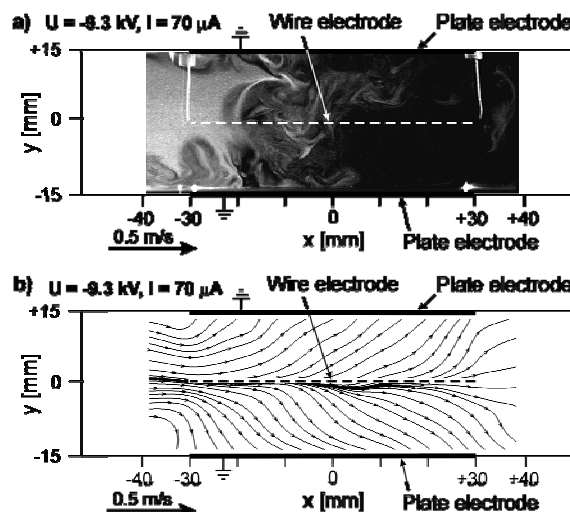 a) U = -9.3 kV, I = 70 µA
Wire electrode
Plate electrode
+15
0
-15
y [mm]
-40 -30 0 +30 +40
0.5 m/s
x [mm]
Plate electrode
b) U = -9.3 kV, I = 70 µA
Wire electrode
Plate electrode
+15
0
-15
y [mm]
-40 -30 0 +30 +40
0.5 m/s
x [mm]
Plate electrode